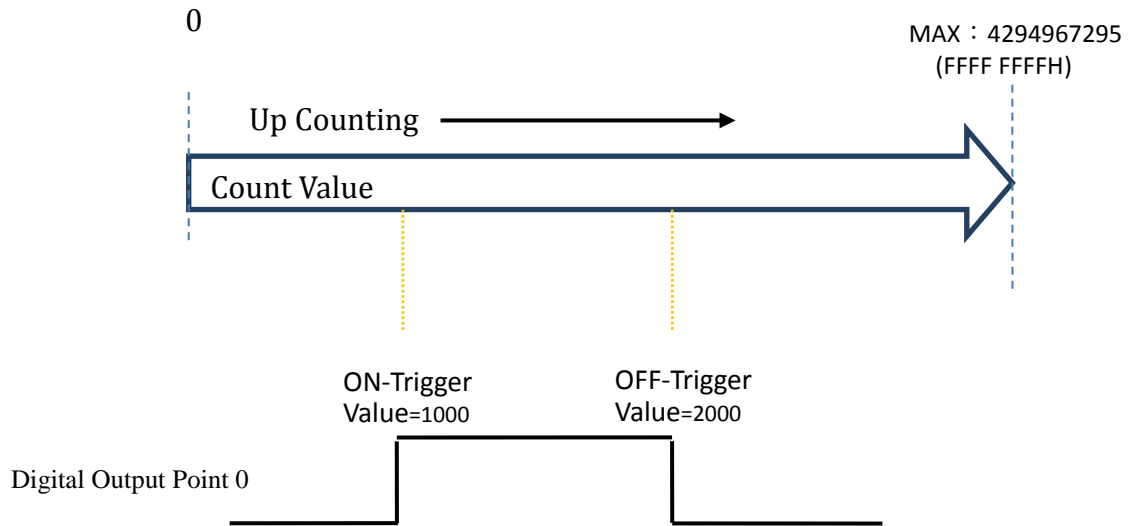 0
MAX：4294967295
(FFFF FFFFH)
Up Counting
Count Value
ON-Trigger
Value=1000
OFF-Trigger
Value=2000
Digital Output Point 0